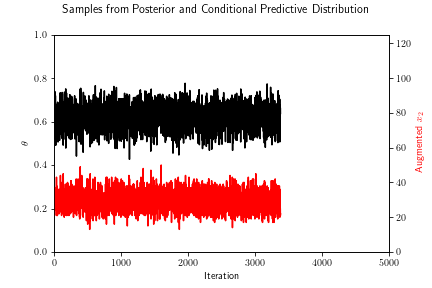 Samples from Posterior and Conditional Predictive Distribution
1.0
0.8
0.6
0.4
0.2
0.0
θ
120
100
80
60
40
20
0
Augmented x₂
0 1000 2000 3000 4000 5000
Iteration